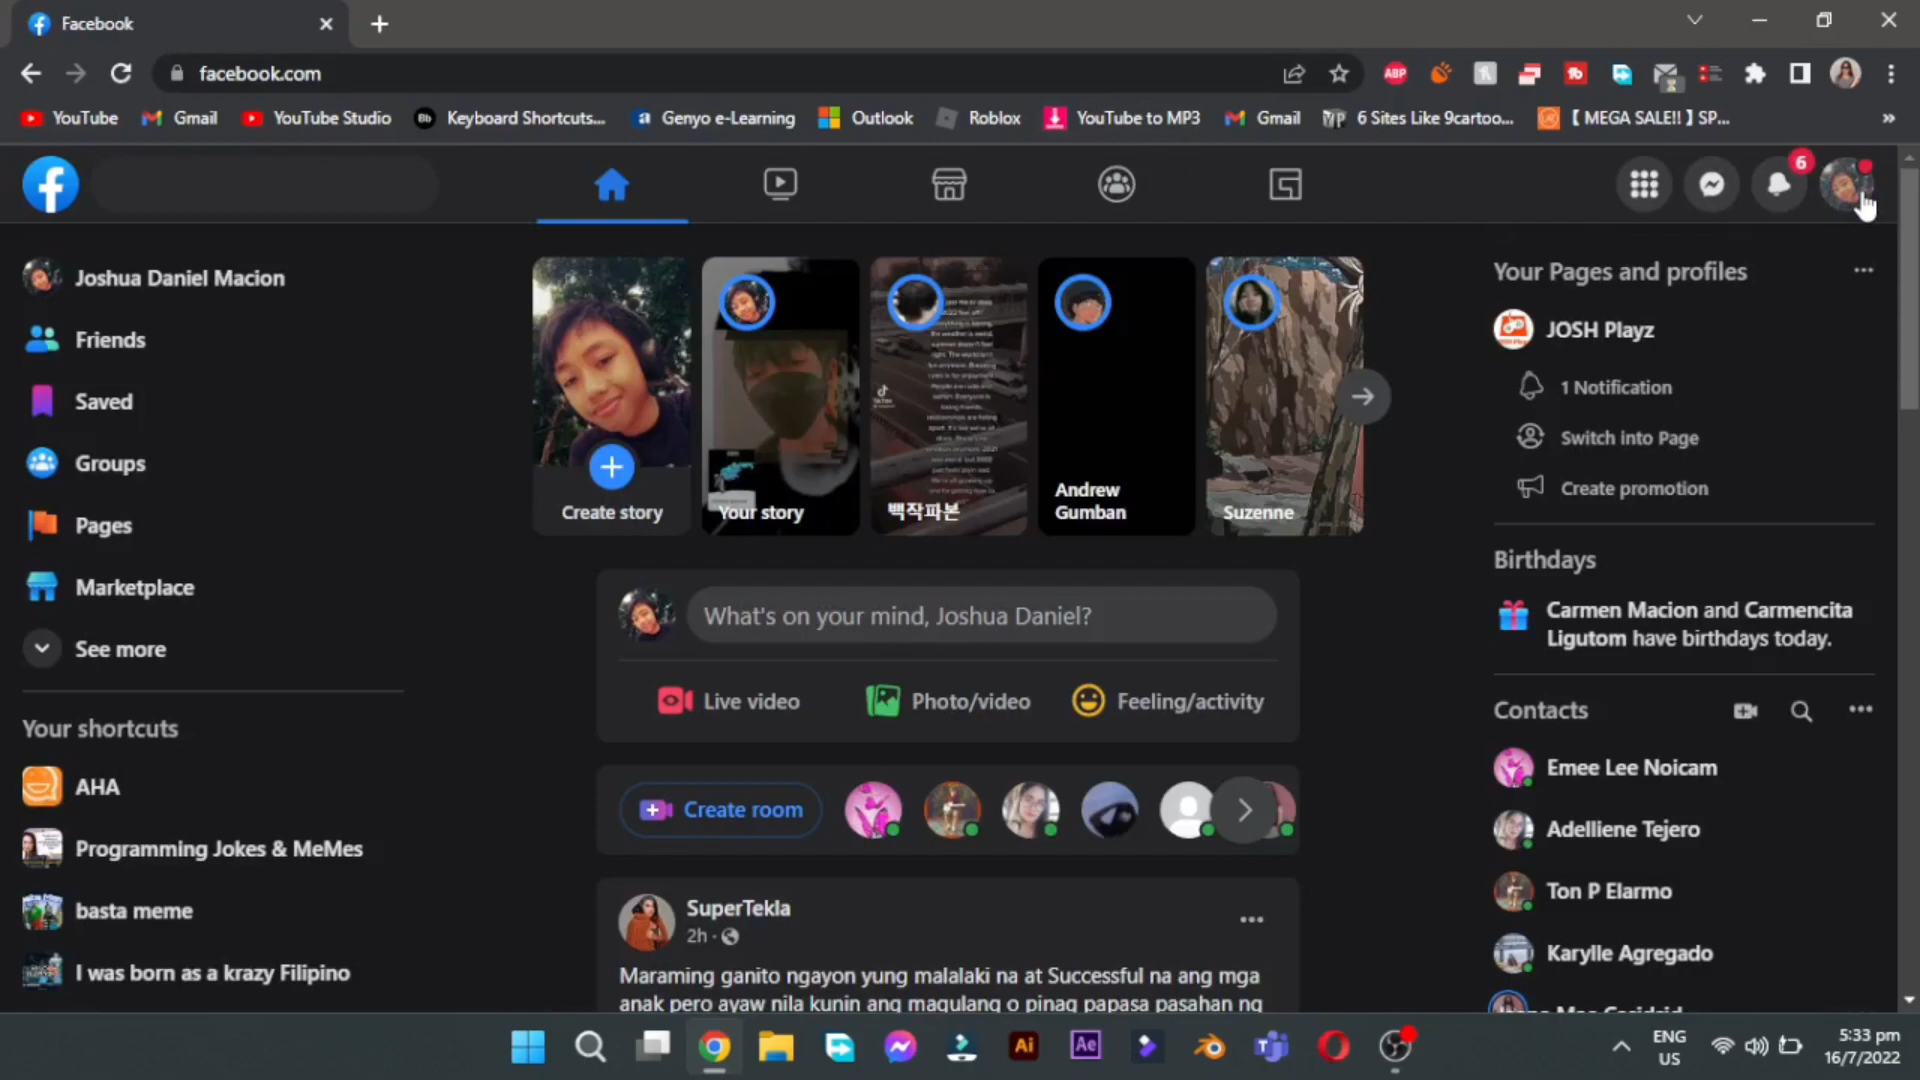 Facebook
facebook.com
YouTube
Gmail
YouTube Studio
Keyboard Shortcuts...
Genyo e-Learning
Outlook
Roblox
YouTube to MP3
Gmail
6 Sites Like 9cartoo...
【 MEGA SALE!! 】 SP...
6
Joshua Daniel Macion
Friends
Saved
Groups
Pages
Marketplace
See more
Your shortcuts
AHA
Programming Jokes & MeMes
basta meme
I was born as a krazy Filipino
Create story
Your story
백작파본
Andrew
Gumban
Suzenne
What's on your mind, Joshua Daniel?
Live video
Photo/video
Feeling/activity
Create room
SuperTekla
2h ·
Maraming ganito ngayon yung malalaki na at Successful na ang mga
anak pero ayaw nila kunin ang magulang o pinag papasa pasahan ng
Your Pages and profiles
JOSH Playz
1 Notification
Switch into Page
Create promotion
Birthdays
Carmen Macion and Carmencita
Ligutom have birthdays today.
Contacts
Emee Lee Noicam
Adelliene Tejero
Ton P Elarmo
Karylle Agregado
ABP
Ai
Ae
ENG
US
5:33 pm
16/7/2022